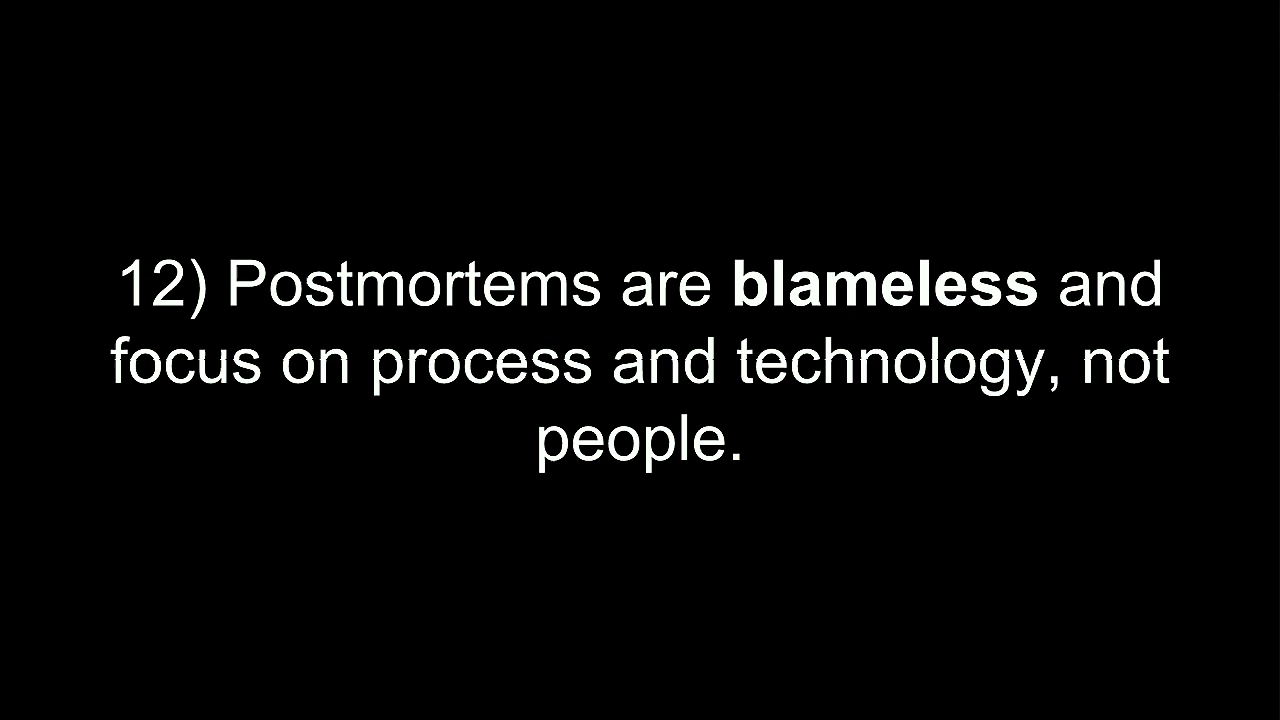 12) Postmortems are blameless and
focus on process and technology, not
people.